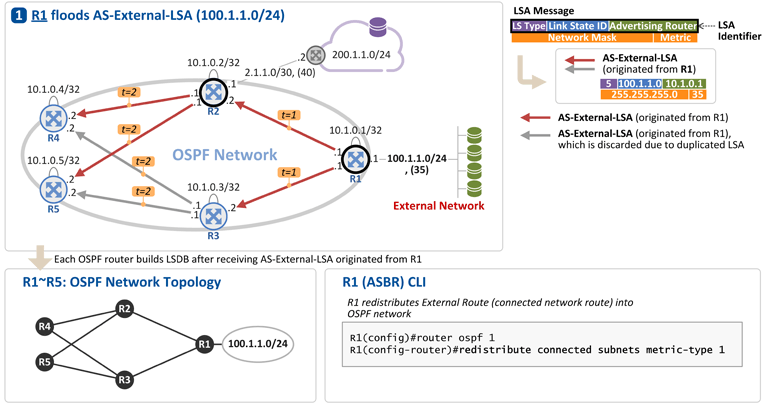 1 R1 floods AS-External-LSA (100.1.1.0/24)
200.1.1.0/24
10.1.0.2/32
.2
.1
2.1.1.0/30, (40)
10.1.0.4/32
t=2
.1
.1
.2
R2
t=1
.2
.2
R4
10.1.0.1/32
t=2
10.1.0.5/32
OSPF Network
.1
.1
.1
100.1.1.0/24
, (35)
R1
t=2
t=1
.2
.2
R5
t=2
10.1.0.3/32
.1
.1
.2
R3
External Network
LSA Message
LS Type Link State ID Advertising Router
Network Mask Metric
LSA
Identifier
AS-External-LSA
(originated from R1)
5 100.1.1.0 10.1.0.1
255.255.255.0 35
AS-External-LSA (originated from R1)
AS-External-LSA (originated from R1),
which is discarded due to duplicated LSA
Each OSPF router builds LSDB after receiving AS-External-LSA originated from R1
R1~R5: OSPF Network Topology
R2
R4
R1
100.1.1.0/24
R5
R3
R1 (ASBR) CLI
R1 redistributes External Route (connected network route) into
OSPF network
R1(config)#router ospf 1
R1(config-router)#redistribute connected subnets metric-type 1